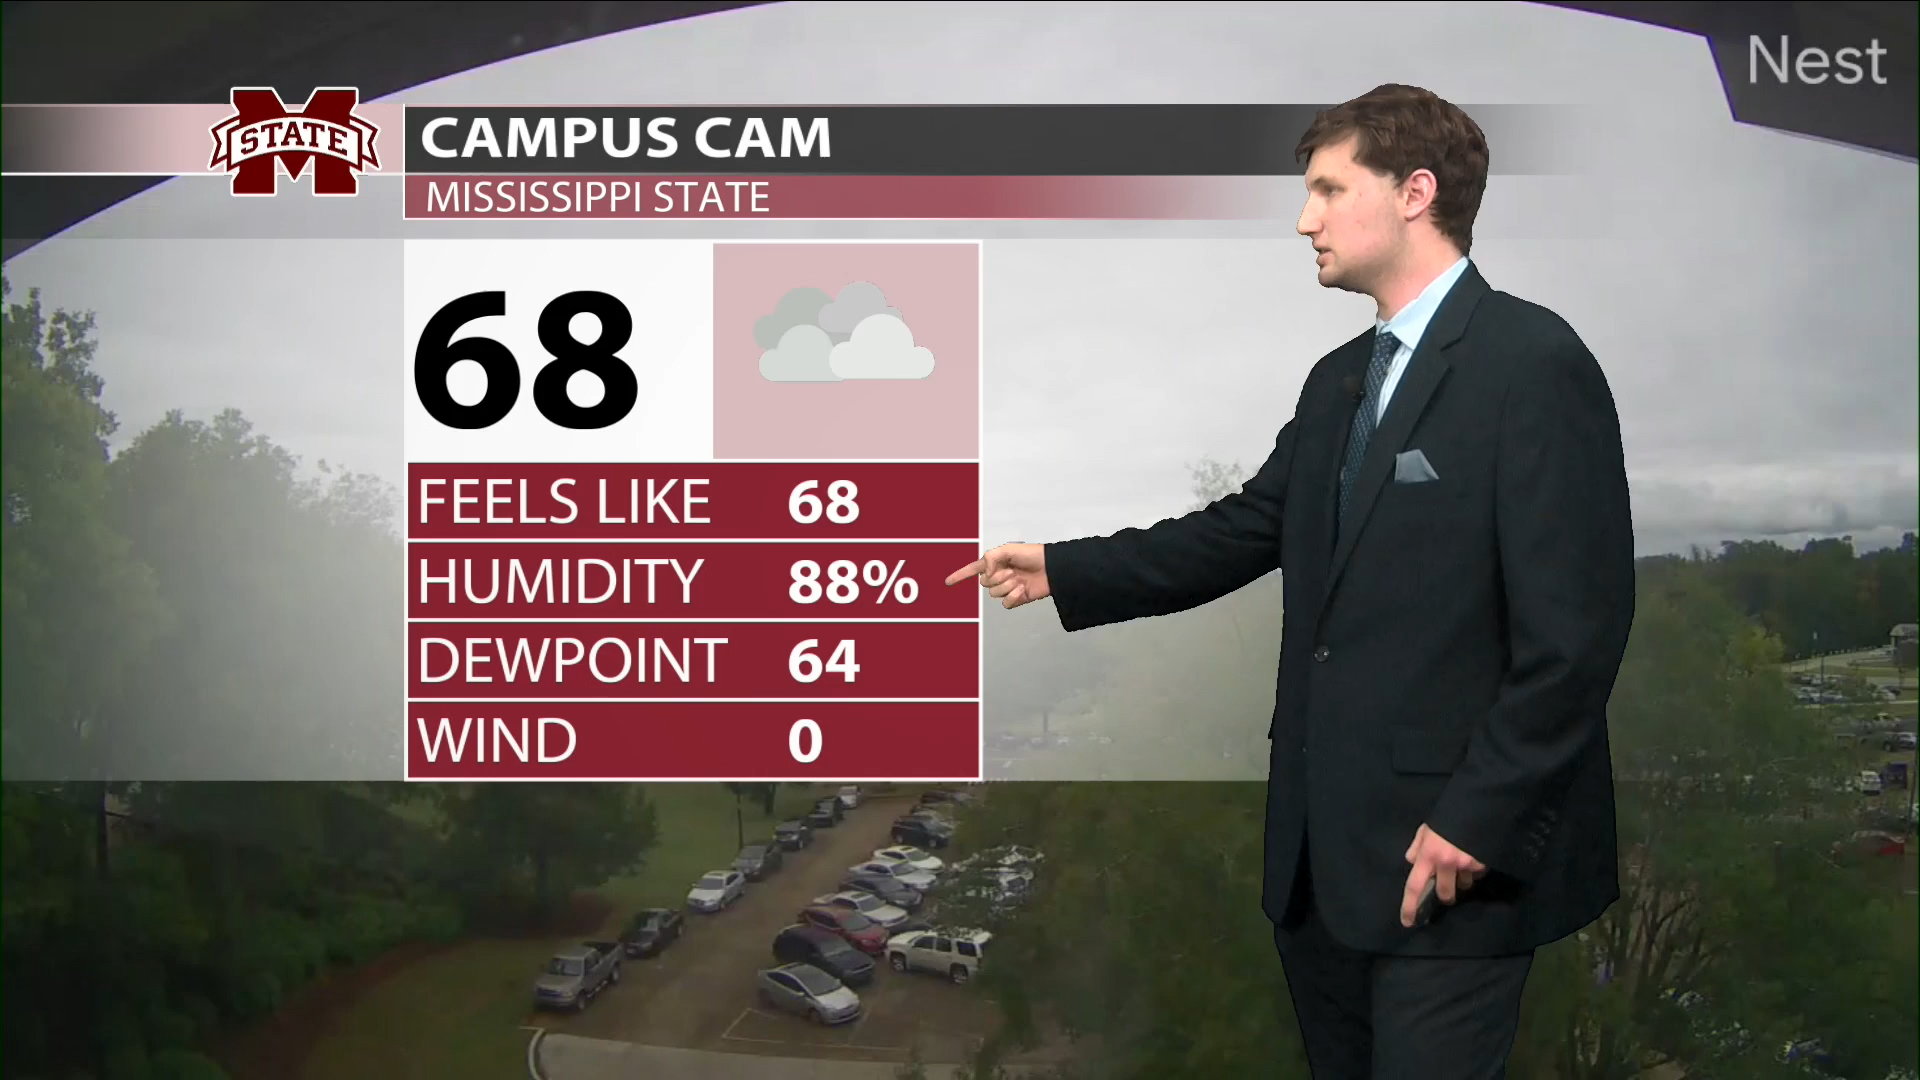 Nest
STATE
CAMPUS CAM
MISSISSIPPI STATE
68
FEELS LIKE 68
HUMIDITY 88%
DEWPOINT 64
WIND 0